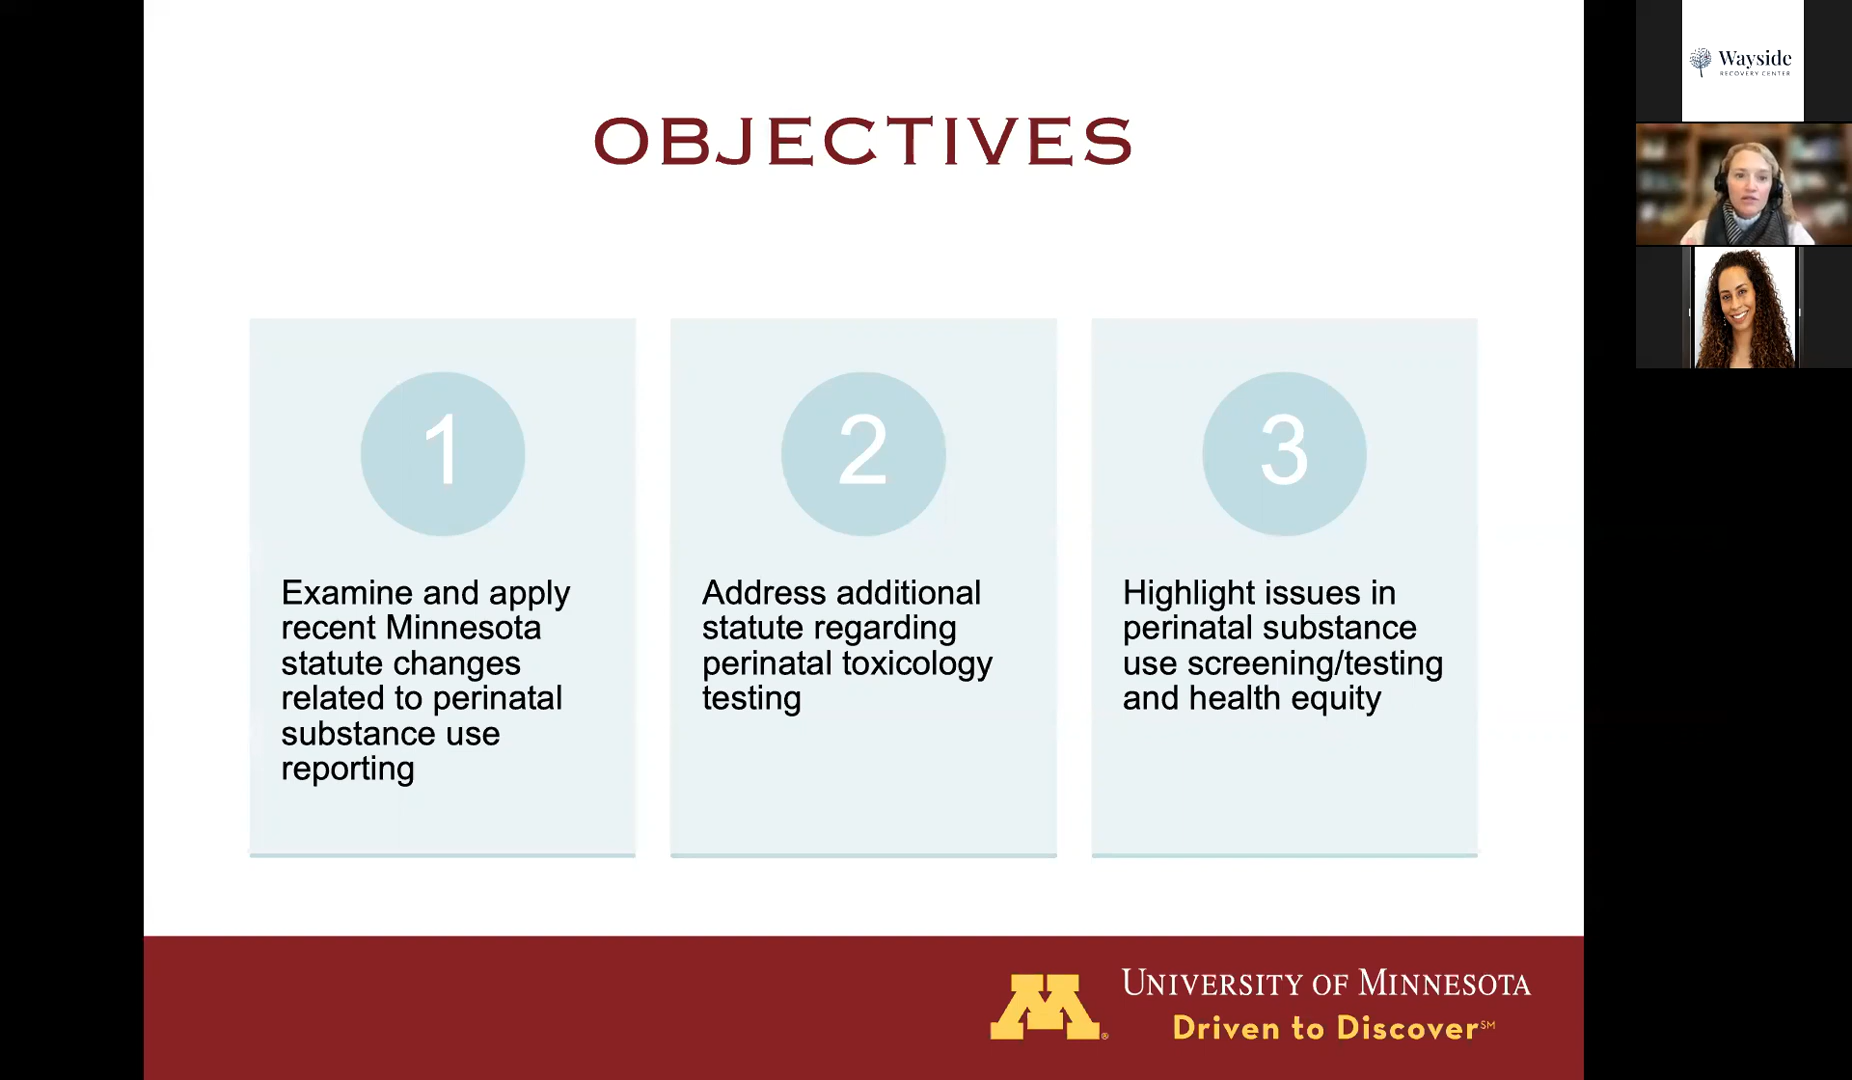 OBJECTIVES
1
Examine and apply
recent Minnesota
statute changes
related to perinatal
substance use
reporting
2
Address additional
statute regarding
perinatal toxicology
testing
3
Highlight issues in
perinatal substance
use screening/testing
and health equity
M®
UNIVERSITY OF MINNESOTA
Driven to Discover℠
Wayside
RECOVERY CENTER